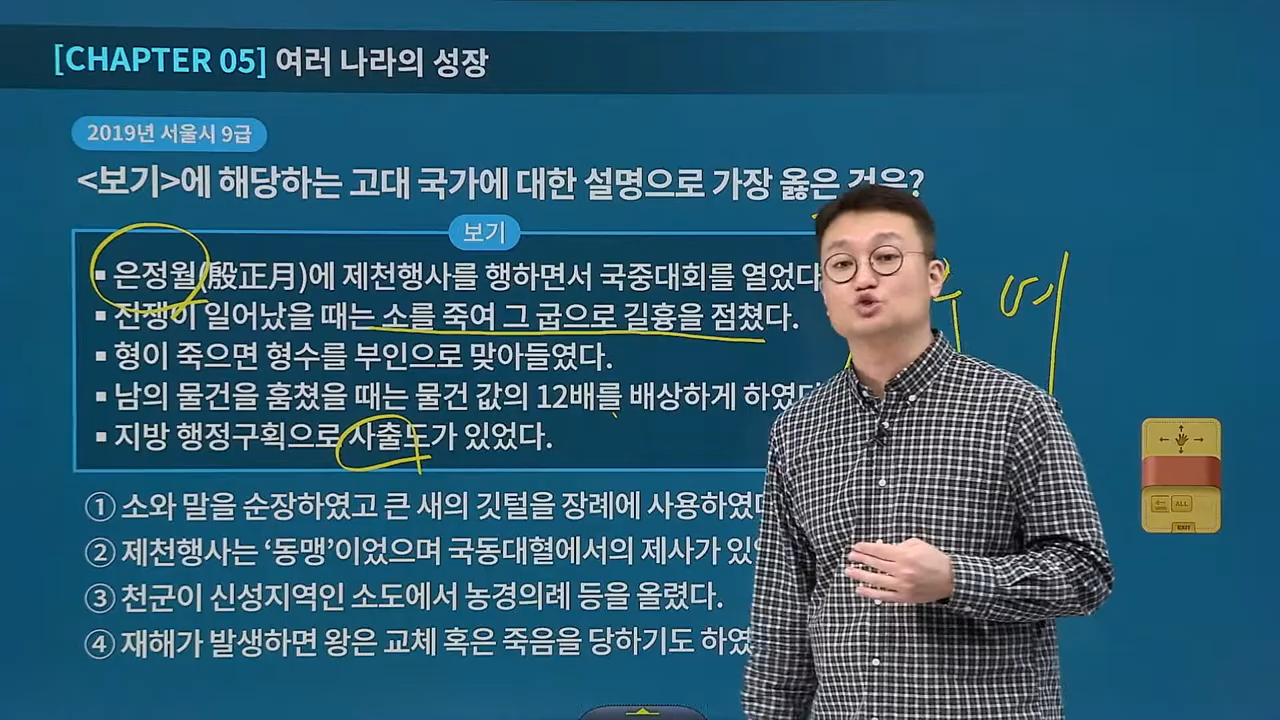 [CHAPTER 05] 여러 나라의 성장
2019년 서울시 9급
<보기>에 해당하는 고대 국가에 대한 설명으로 가장 옳은 것은?
보기
▪ 은정월(殷正月)에 제천행사를 행하면서 국중대회를 열었다
▪ 전쟁이 일어났을 때는 소를 죽여 그 굽으로 길흉을 점쳤다.
▪ 형이 죽으면 형수를 부인으로 맞아들였다.
▪ 남의 물건을 훔쳤을 때는 물건 값의 12배를 배상하게 하였다
▪ 지방 행정구획으로 사출도가 있었다.
① 소와 말을 순장하였고 큰 새의 깃털을 장례에 사용하였다
② 제천행사는 ‘동맹’이었으며 국동대혈에서의 제사가 있었
③ 천군이 신성지역인 소도에서 농경의례 등을 올렸다.
④ 재해가 발생하면 왕은 교체 혹은 죽음을 당하기도 하였
여
ALL
EXIT